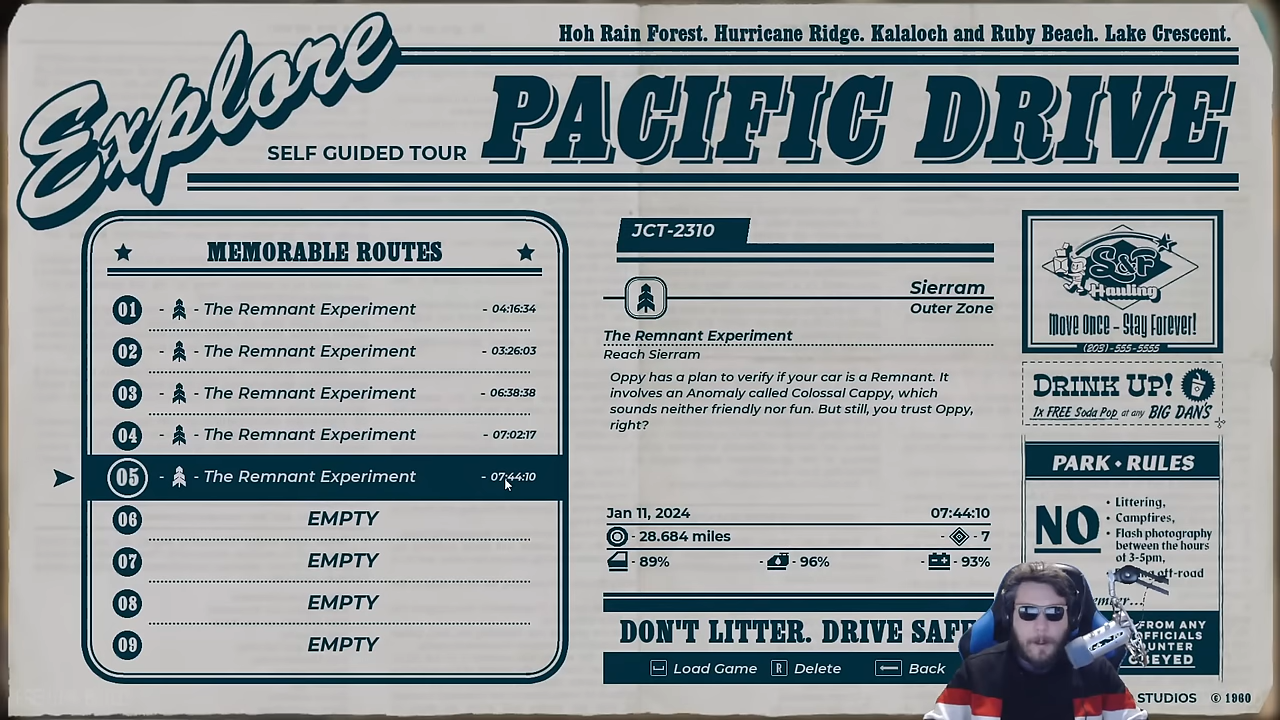 Explore
Hoh Rain Forest. Hurricane Ridge. Kalaloch and Ruby Beach. Lake Crescent.
SELF GUIDED TOUR
PACIFIC DRIVE
MEMORABLE ROUTES
01 - - The Remnant Experiment - 04:16:34
02 - - The Remnant Experiment - 03:26:03
03 - - The Remnant Experiment - 06:38:38
04 - - The Remnant Experiment - 07:02:17
05 - - The Remnant Experiment - 07:44:10
06 EMPTY
07 EMPTY
08 EMPTY
09 EMPTY
JCT-2310
Sierram
Outer Zone
The Remnant Experiment
Reach Sierram
Oppy has a plan to verify if your car is a Remnant. It
involves an Anomaly called Colossal Cappy, which
sounds neither friendly nor fun. But still, you trust Oppy,
right?
Jan 11, 2024 07:44:10
- 28.684 miles - - 7
- 89% - - 96% - - 93%
DON'T LITTER. DRIVE SAFE
Load Game R Delete Back
S&F
Hauling
Move Once - Stay Forever!
(203)-555-5555
DRINK UP!
1x FREE Soda Pop at any BIG DAN'S
PARK • RULES
NO
• Littering,
• Campfires,
• Flash photography
between the hours
of 3-5pm,
off-road
FROM ANY
OFFICIALS
OBEYED
STUDIOS © 1960